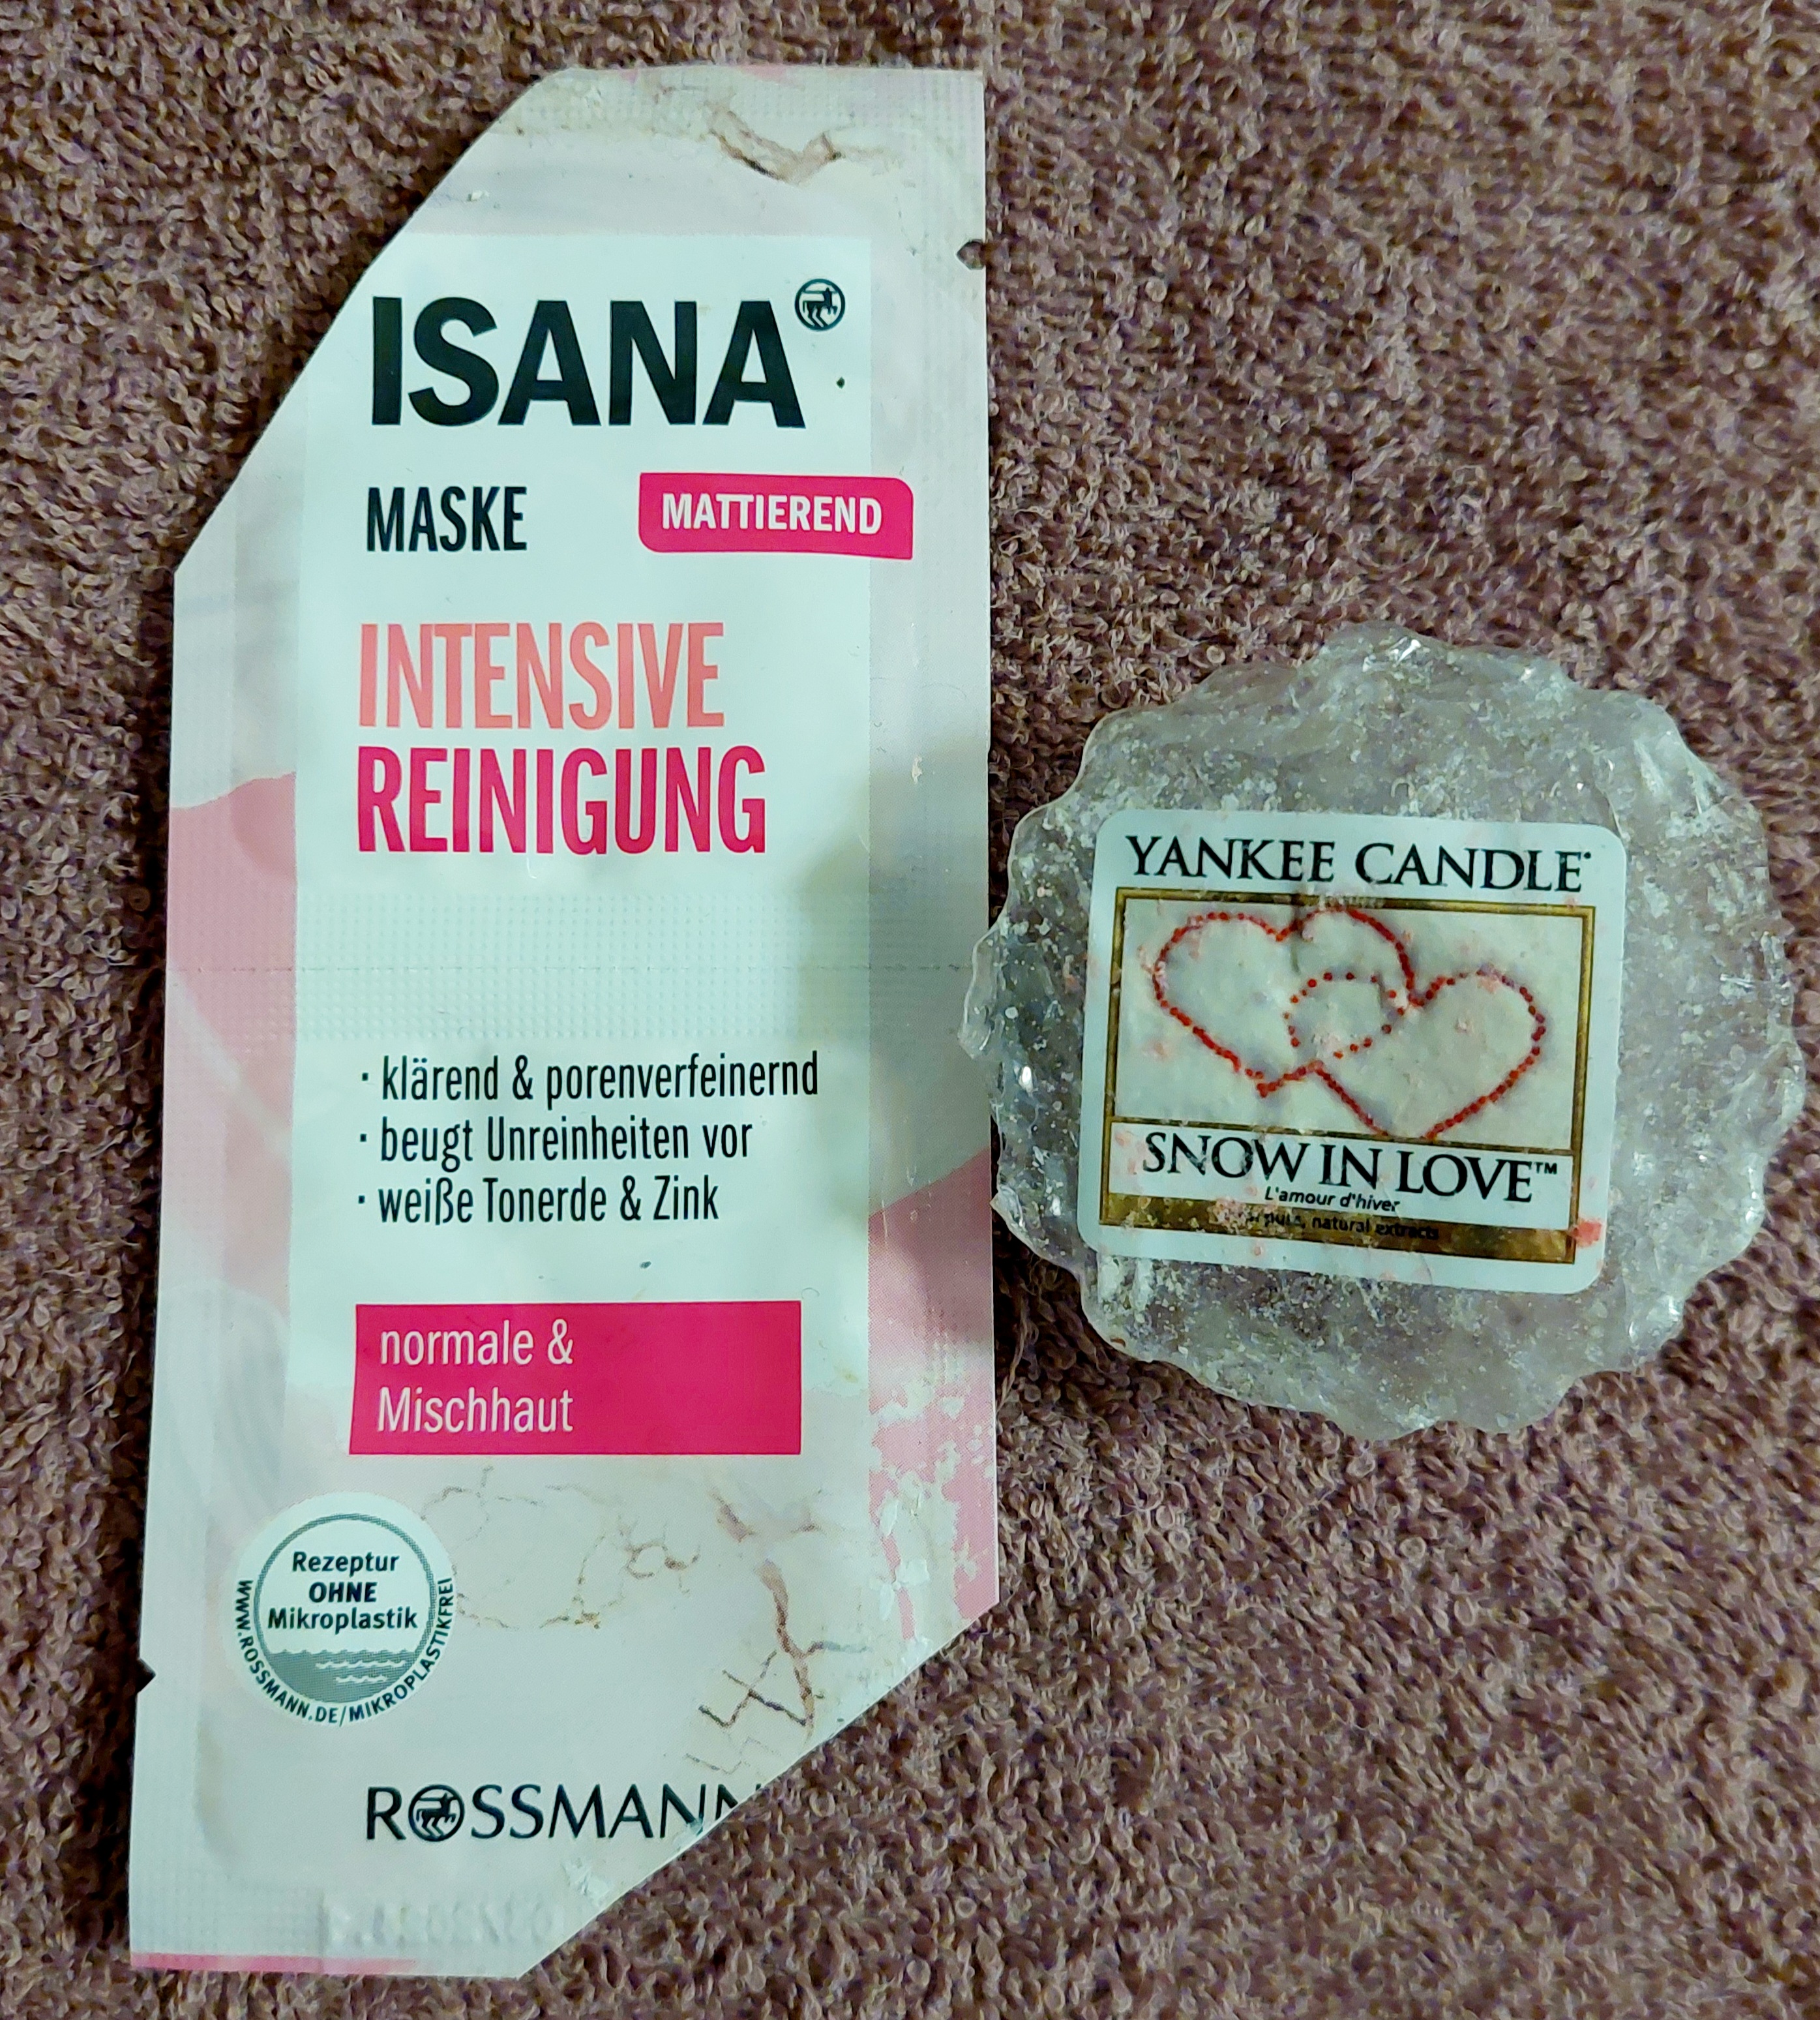 ISANA
MASKE
MATTIEREND
INTENSIVE
REINIGUNG
· klärend & porenverfeinernd
· beugt Unreinheiten vor
· weiße Tonerde & Zink
normale &
Mischhaut
Rezeptur
OHNE
Mikroplastik
WWW.ROSSMANN.DE/MIKROPLASTIKFREI
ROSSMANN
YANKEE CANDLE®
SNOW IN LOVE™
L'amour d'hiver
natural extracts